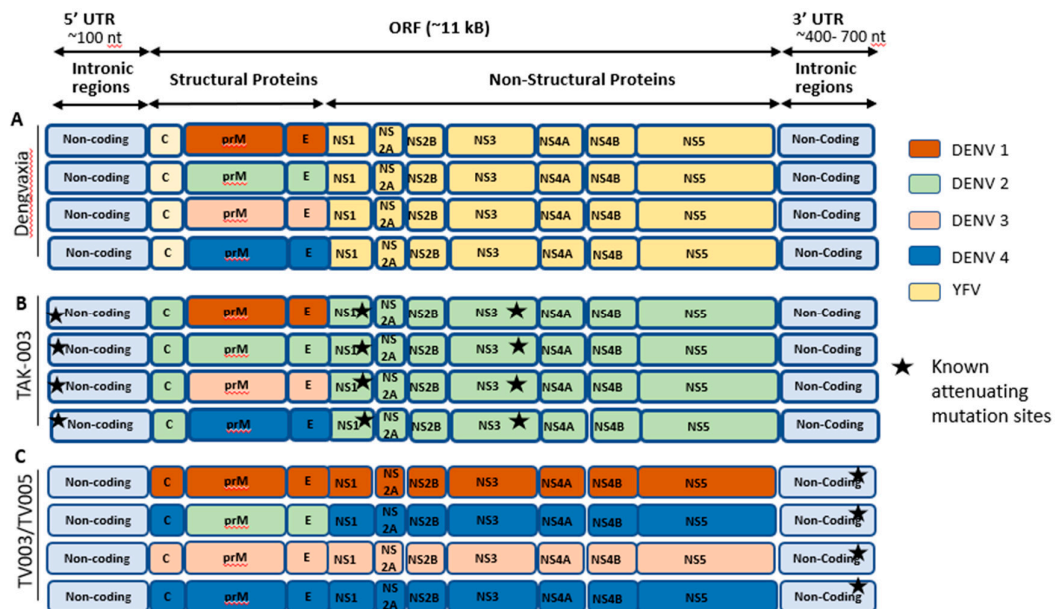 5′ UTR
~100 nt
ORF (~11 kB)
3′ UTR
~400- 700 nt
Intronic
regions
Structural Proteins
Non-Structural Proteins
Intronic
regions
A
Dengvaxia
Non-coding C prM E NS1 NS 2A NS2B NS3 NS4A NS4B NS5 Non-Coding
Non-coding C prM E NS1 NS 2A NS2B NS3 NS4A NS4B NS5 Non-Coding
Non-coding C prM E NS1 NS 2A NS2B NS3 NS4A NS4B NS5 Non-Coding
Non-coding C prM E NS1 NS 2A NS2B NS3 NS4A NS4B NS5 Non-Coding
DENV 1
DENV 2
DENV 3
DENV 4
YFV
B
TAK-003
Non-coding C prM E NS1 NS 2A NS2B NS3 NS4A NS4B NS5 Non-Coding
Non-coding C prM E NS1 NS 2A NS2B NS3 NS4A NS4B NS5 Non-Coding
Non-coding C prM E NS1 NS 2A NS2B NS3 NS4A NS4B NS5 Non-Coding
Non-coding C prM E NS1 NS 2A NS2B NS3 NS4A NS4B NS5 Non-Coding
Known
attenuating
mutation sites
C
TV003/TV005
Non-coding C prM E NS1 NS 2A NS2B NS3 NS4A NS4B NS5 Non-Coding
Non-coding C prM E NS1 NS 2A NS2B NS3 NS4A NS4B NS5 Non-Coding
Non-coding C prM E NS1 NS 2A NS2B NS3 NS4A NS4B NS5 Non-Coding
Non-coding C prM E NS1 NS 2A NS2B NS3 NS4A NS4B NS5 Non-Coding